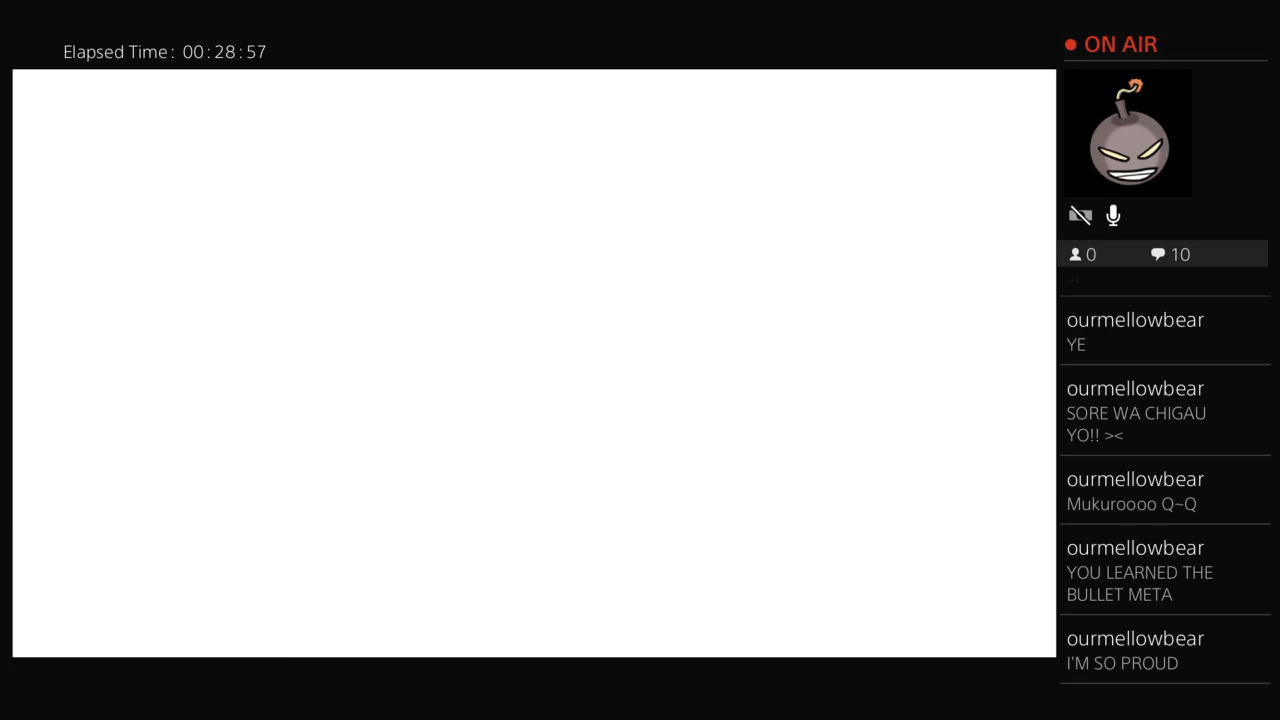 Elapsed Time: 00:28:57
ON AIR
0 10
ourmellowbear
YE
ourmellowbear
SORE WA CHIGAU
YO!! ><
ourmellowbear
Mukuroooo Q~Q
ourmellowbear
YOU LEARNED THE
BULLET META
ourmellowbear
I'M SO PROUD